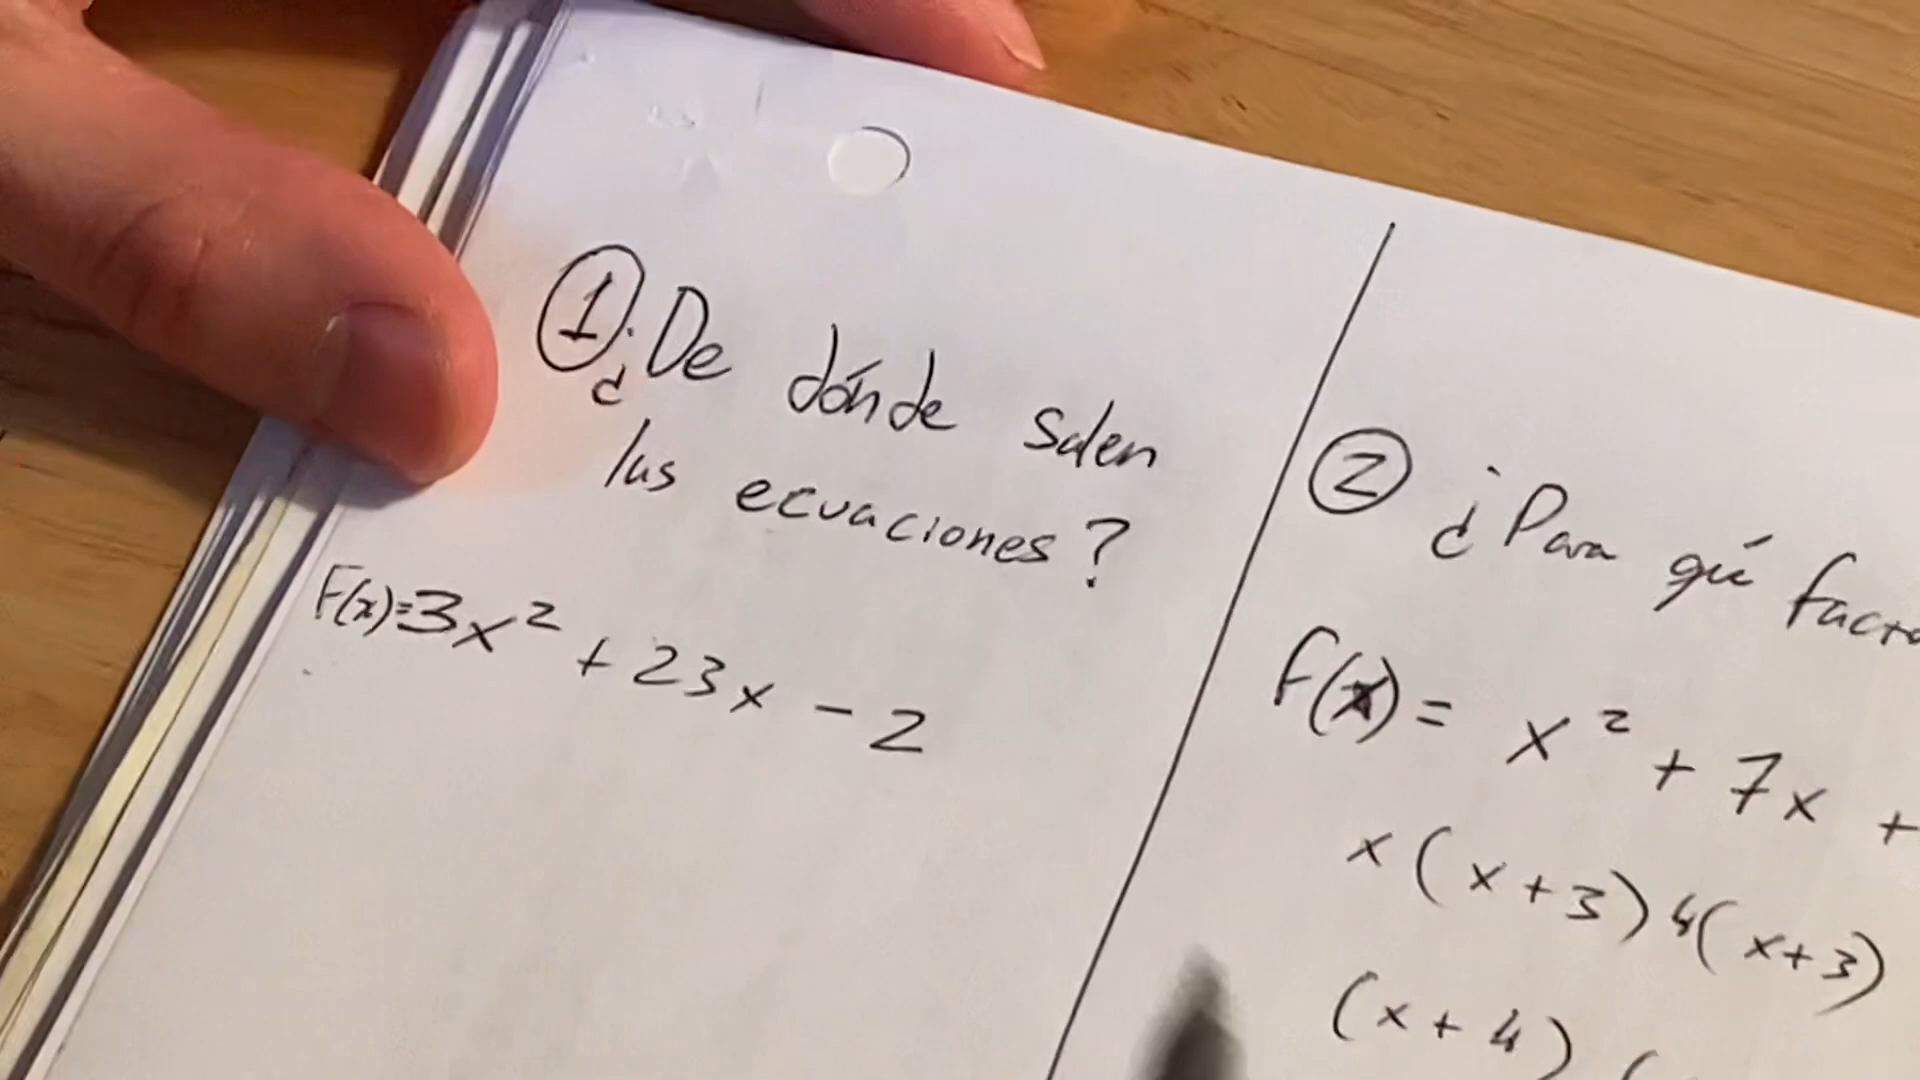 ① ¿De dónde salen
las ecuaciones?
F(x)=3x² + 23x - 2
② ¿Para qué
F(x) = x² + 7x +
x(x+3) 4(x+3)
(x+4)(